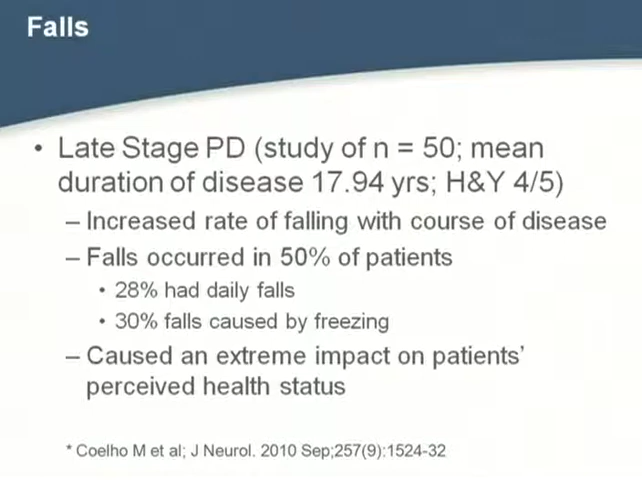 Falls
• Late Stage PD (study of n = 50; mean
duration of disease 17.94 yrs; H&Y 4/5)
– Increased rate of falling with course of disease
– Falls occurred in 50% of patients
• 28% had daily falls
• 30% falls caused by freezing
– Caused an extreme impact on patients'
perceived health status
* Coelho M et al; J Neurol. 2010 Sep;257(9):1524-32